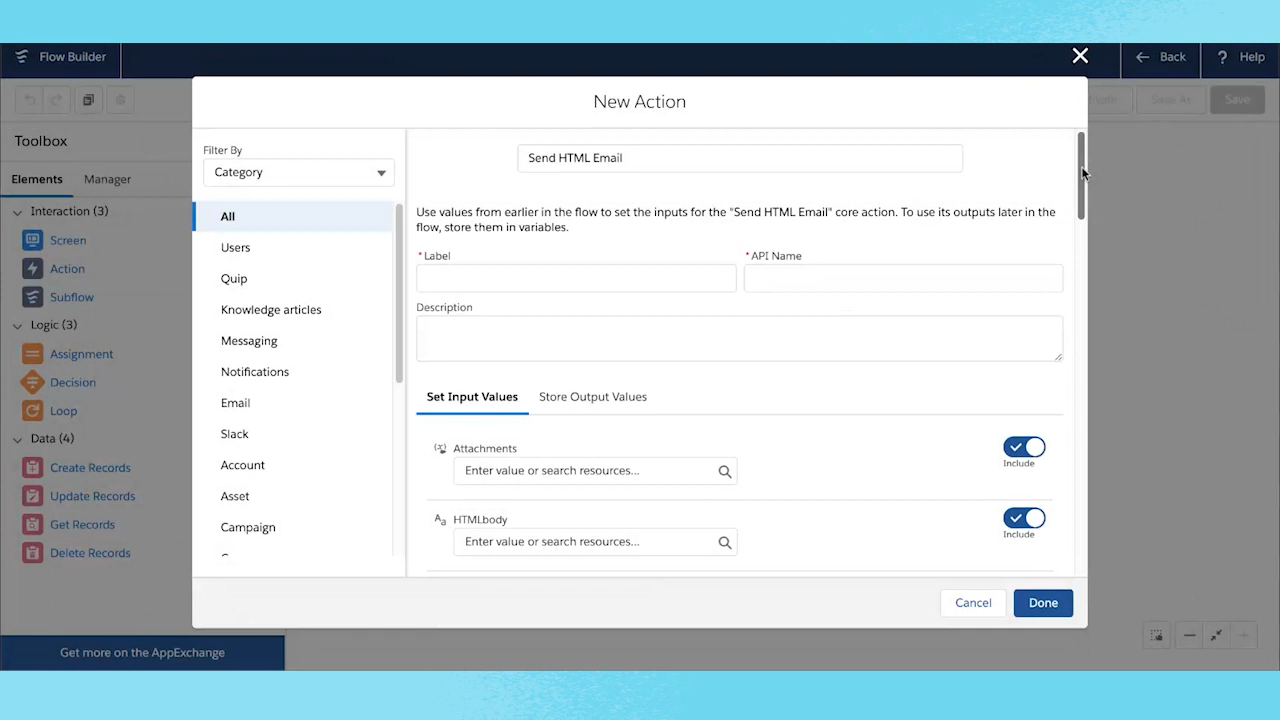 Flow Builder
Back
? Help
Save As
Save
New Action
Toolbox
Elements
Manager
Interaction (3)
Screen
Action
Subflow
Logic (3)
Assignment
Decision
Loop
Data (4)
Create Records
Update Records
Get Records
Delete Records
Get more on the AppExchange
Filter By
Category
All
Users
Quip
Knowledge articles
Messaging
Notifications
Email
Slack
Account
Asset
Campaign
Send HTML Email
Use values from earlier in the flow to set the inputs for the "Send HTML Email" core action. To use its outputs later in the
flow, store them in variables.
* Label
* API Name
Description
Set Input Values
Store Output Values
Attachments
Enter value or search resources...
Include
Aa HTMLbody
Enter value or search resources...
Include
Cancel
Done